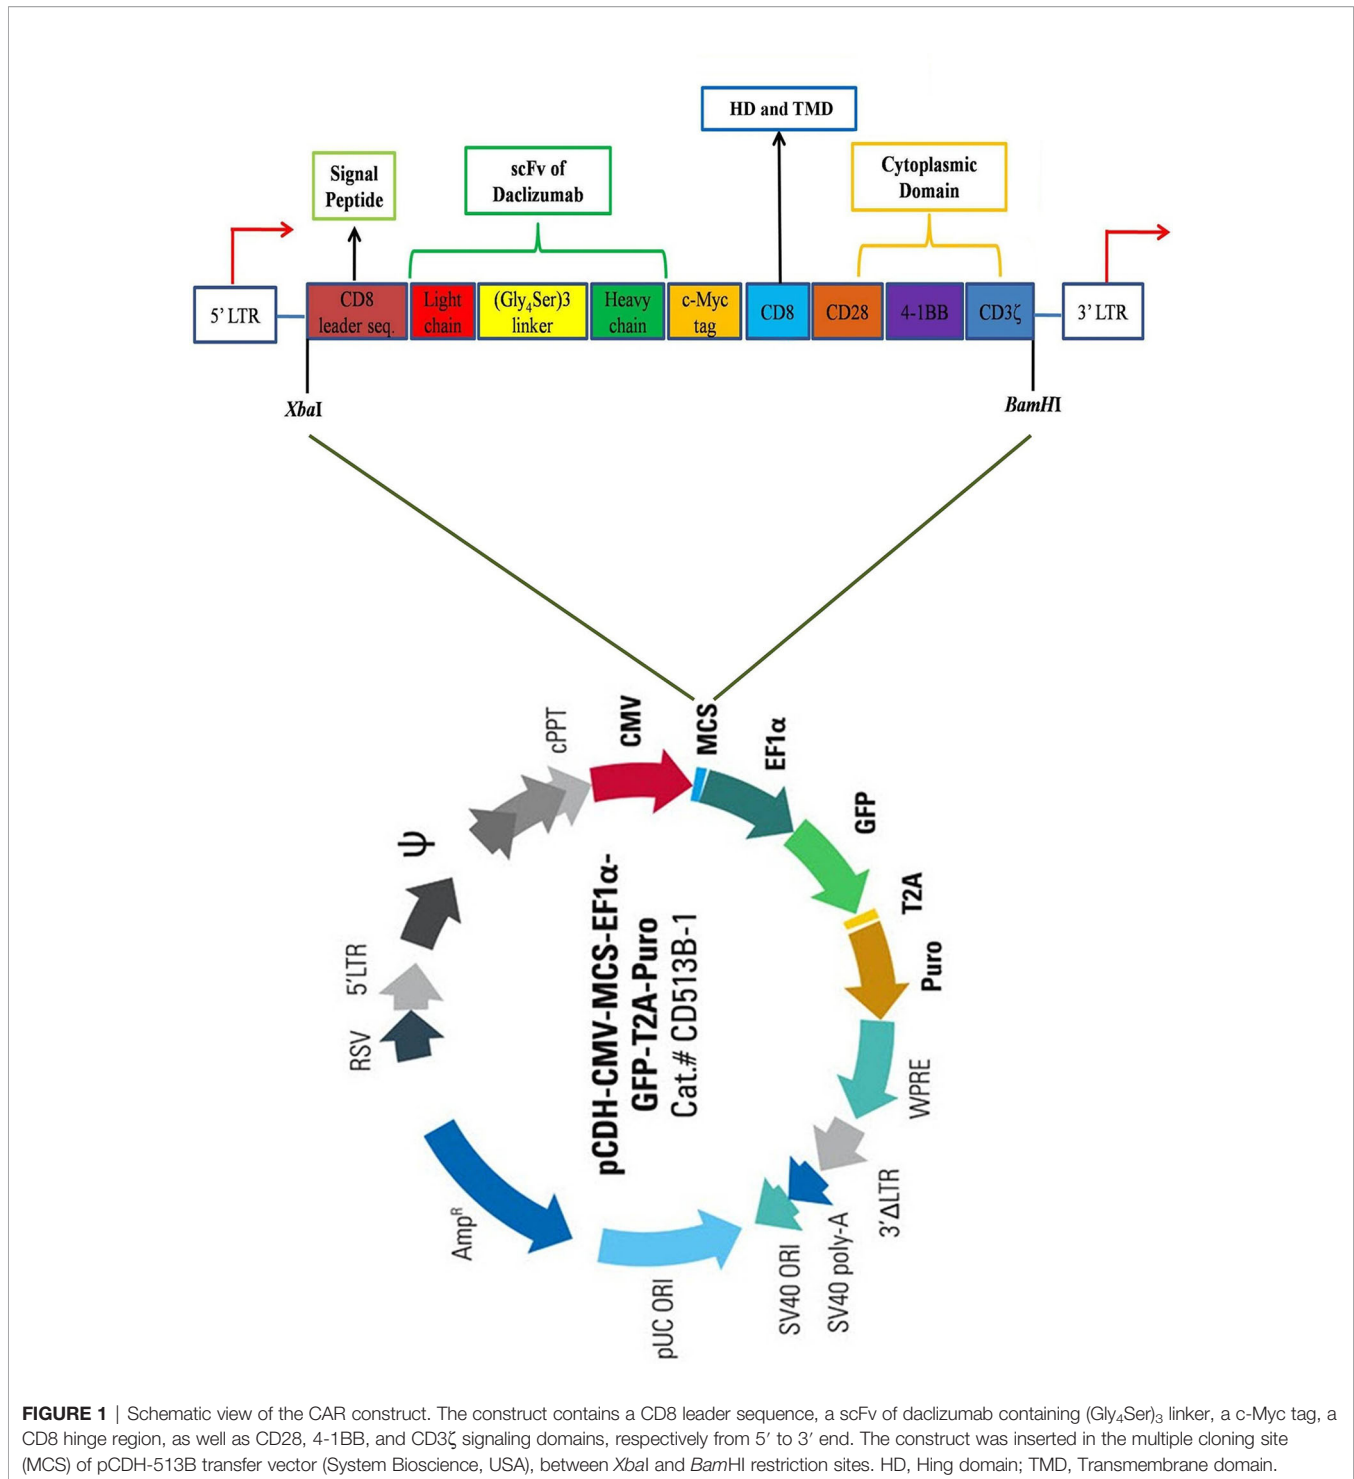 HD and TMD
Signal
Peptide
scFv of
Daclizumab
Cytoplasmic
Domain
5' LTR
CD8
leader seq.
Light
chain
(Gly₄Ser)3
linker
Heavy
chain
c-Myc
tag
CD8
CD28
4-1BB
CD3ζ
3' LTR
XbaI
BamHI
cPPT
CMV
MCS
EF1α
GFP
T2A
Puro
WPRE
3'ΔLTR
SV40 poly-A
SV40 ORI
pUC ORI
Ampᴿ
RSV
5'LTR
ψ
pCDH-CMV-MCS-EF1α-
GFP-T2A-Puro
Cat.# CD513B-1
FIGURE 1 | Schematic view of the CAR construct. The construct contains a CD8 leader sequence, a scFv of daclizumab containing (Gly₄Ser)₃ linker, a c-Myc tag, a
CD8 hinge region, as well as CD28, 4-1BB, and CD3ζ signaling domains, respectively from 5′ to 3′ end. The construct was inserted in the multiple cloning site
(MCS) of pCDH-513B transfer vector (System Bioscience, USA), between XbaI and BamHI restriction sites. HD, Hing domain; TMD, Transmembrane domain.